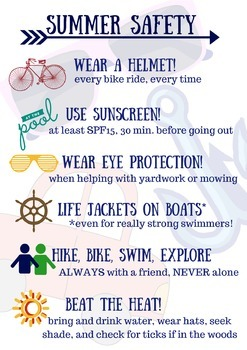 SUMMER SAFETY
WEAR A HELMET!
every bike ride, every time
AT THE
pool
USE SUNSCREEN!
at least SPF15, 30 min. before going out
WEAR EYE PROTECTION!
when helping with yardwork or mowing
LIFE JACKETS ON BOATS*
*even for really strong swimmers!
HIKE, BIKE, SWIM, EXPLORE
ALWAYS with a friend, NEVER alone
BEAT THE HEAT!
bring and drink water, wear hats, seek
shade, and check for ticks if in the woods